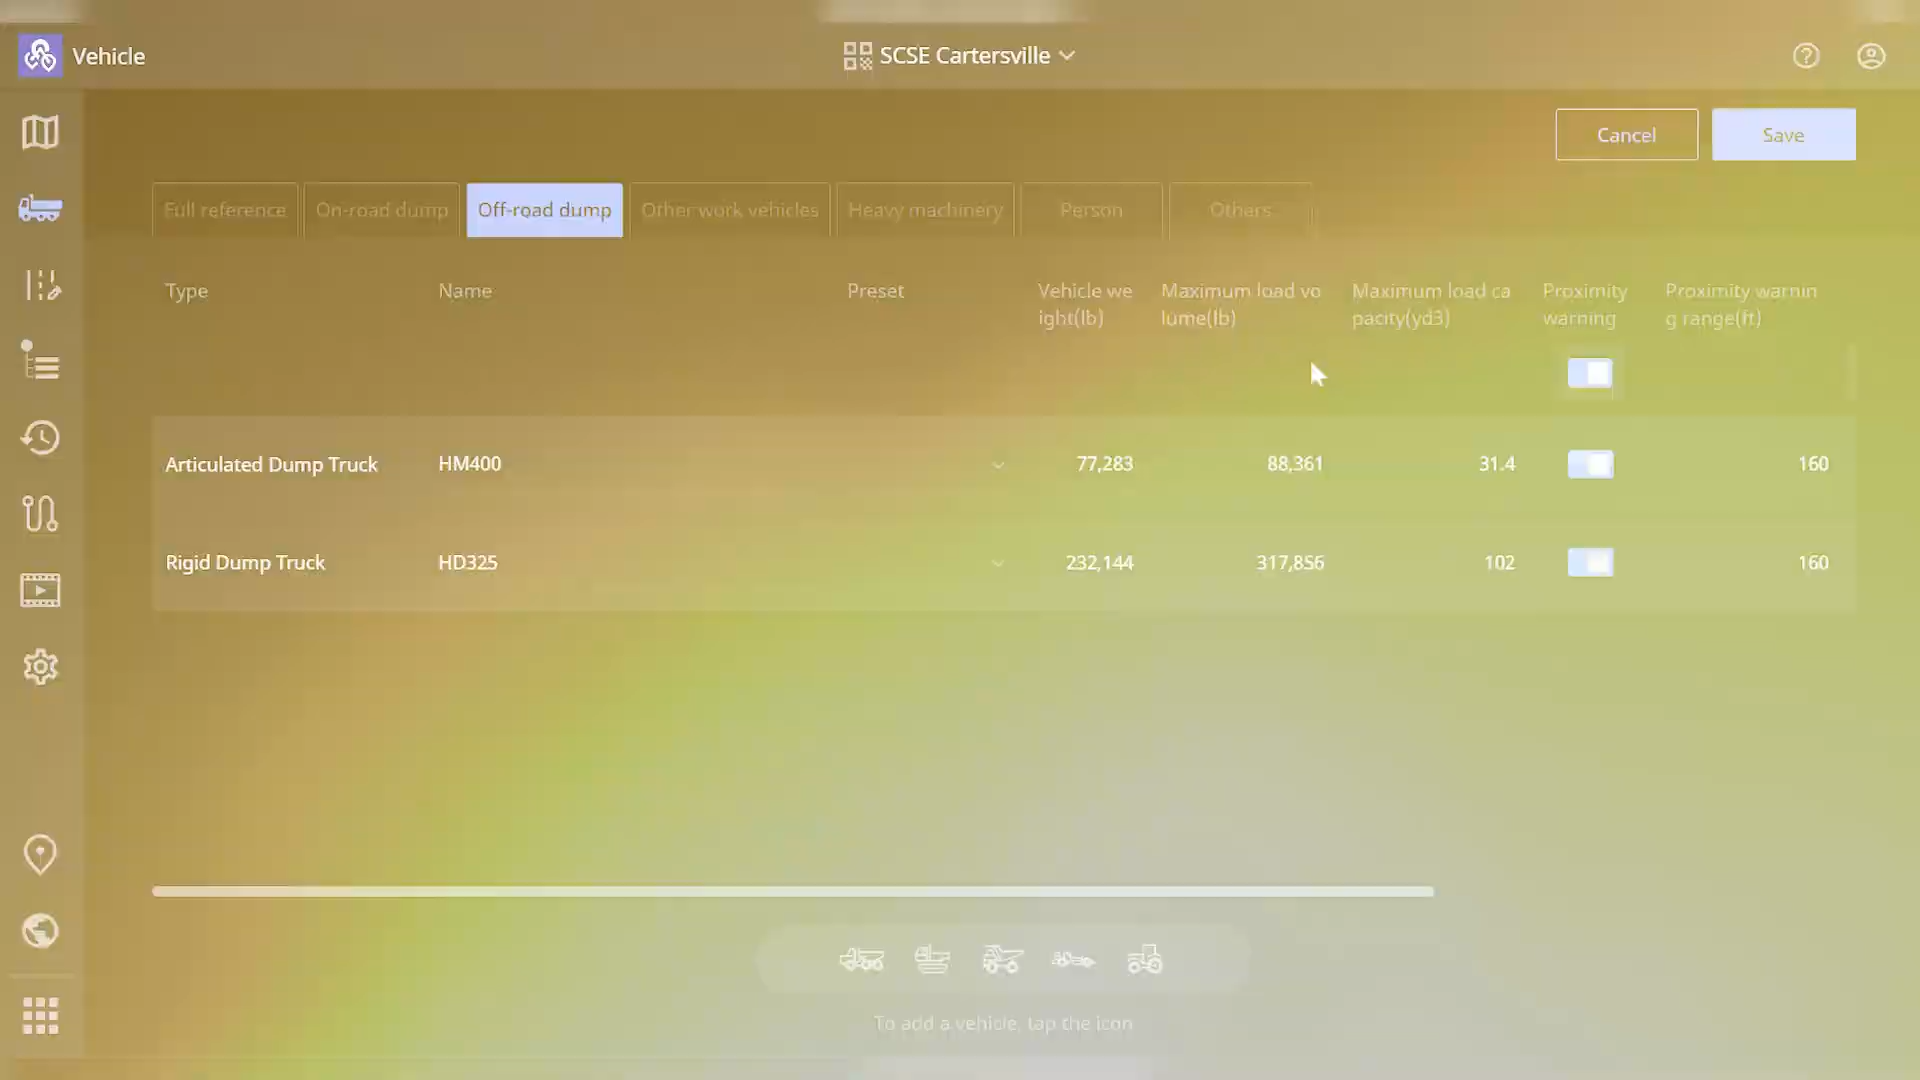 Vehicle
SCSE Cartersville
Cancel
Save
Full reference
On-road dump
Off-road dump
Other work vehicles
Heavy machinery
Person
Others
Type
Name
Preset
Vehicle we
ight(lb)
Maximum load vo
lume(lb)
Maximum load ca
pacity(yd3)
Proximity
warning
Proximity warnin
g range(ft)
Articulated Dump Truck HM400 77,283 88,361 31.4 160
Rigid Dump Truck HD325 232,144 317,856 102 160
To add a vehicle, tap the icon